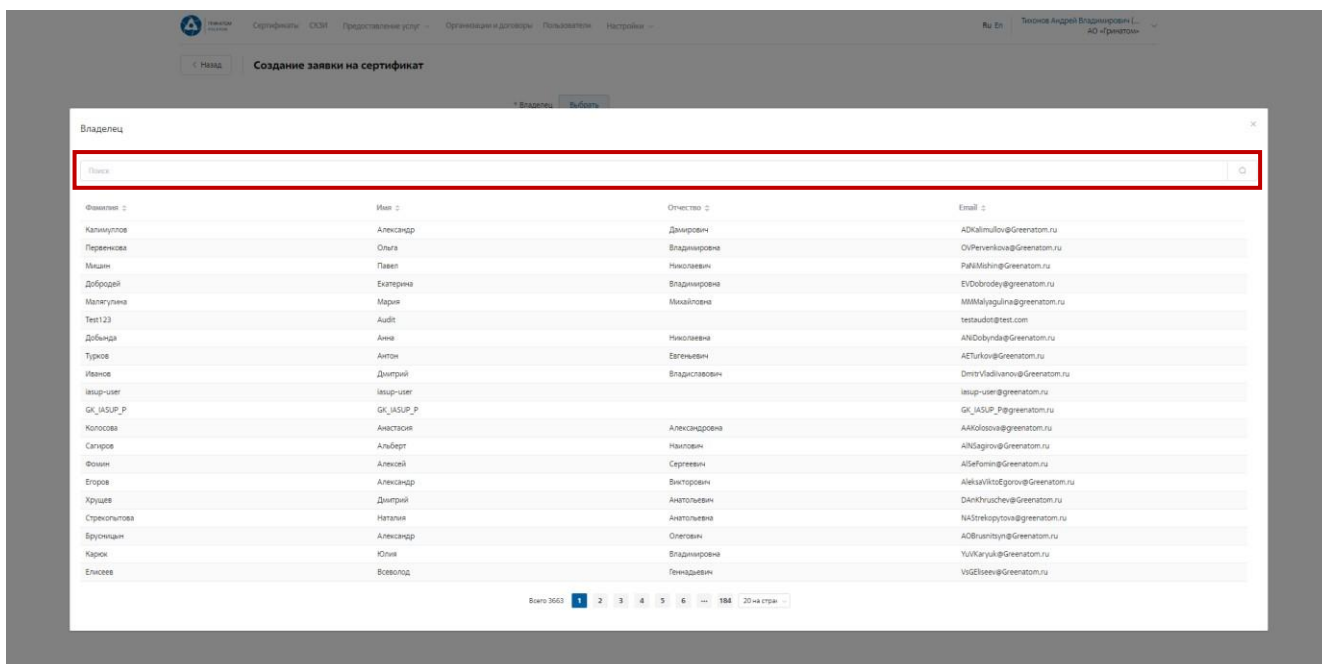 Сертификаты СКЗИ Предоставление услуг Организации и договоры Пользователи Настройки Ru En Тихонов Андрей Владимирович (...
АО «Гринатом»
< Назад Создание заявки на сертификат
* Владелец Выбрать
Владелец ×
Поиск
Фамилия Имя Отчество Email
Калимуллов Александр Дамирович ADKalimullov@Greenatom.ru
Первенкова Ольга Владимировна OVPervenkova@Greenatom.ru
Мишин Павел Николаевич PaNiMishin@Greenatom.ru
Добродей Екатерина Владимировна EVDobrodey@greenatom.ru
Малягулина Мария Михайловна MMMalyagulina@greenatom.ru
Test123 Audit testaudot@test.com
Добында Анна Николаевна ANiDobynda@Greenatom.ru
Турков Антон Евгеньевич AETurkov@Greenatom.ru
Иванов Дмитрий Владиславович DmitrVladIvanov@Greenatom.ru
iasup-user iasup-user iasup-user@greenatom.ru
GK_IASUP_P GK_IASUP_P GK_IASUP_P@greenatom.ru
Колосова Анастасия Александровна AAKolosova@greenatom.ru
Сагиров Альберт Наилович AlNSagirov@Greenatom.ru
Фомин Алексей Сергеевич AlSeFomin@Greenatom.ru
Егоров Александр Викторович AleksaViktoEgorov@Greenatom.ru
Хрущев Дмитрий Анатольевич DAnKhruschev@Greenatom.ru
Стрекопытова Наталия Анатольевна NAStrekopytova@greenatom.ru
Брусницын Александр Олегович AOBrusnitsyn@Greenatom.ru
Карюк Юлия Владимировна YuVKaryuk@Greenatom.ru
Елисеев Всеволод Геннадьевич VsGEliseev@Greenatom.ru
Всего 3663 1 2 3 4 5 6 ••• 184 20 на стран